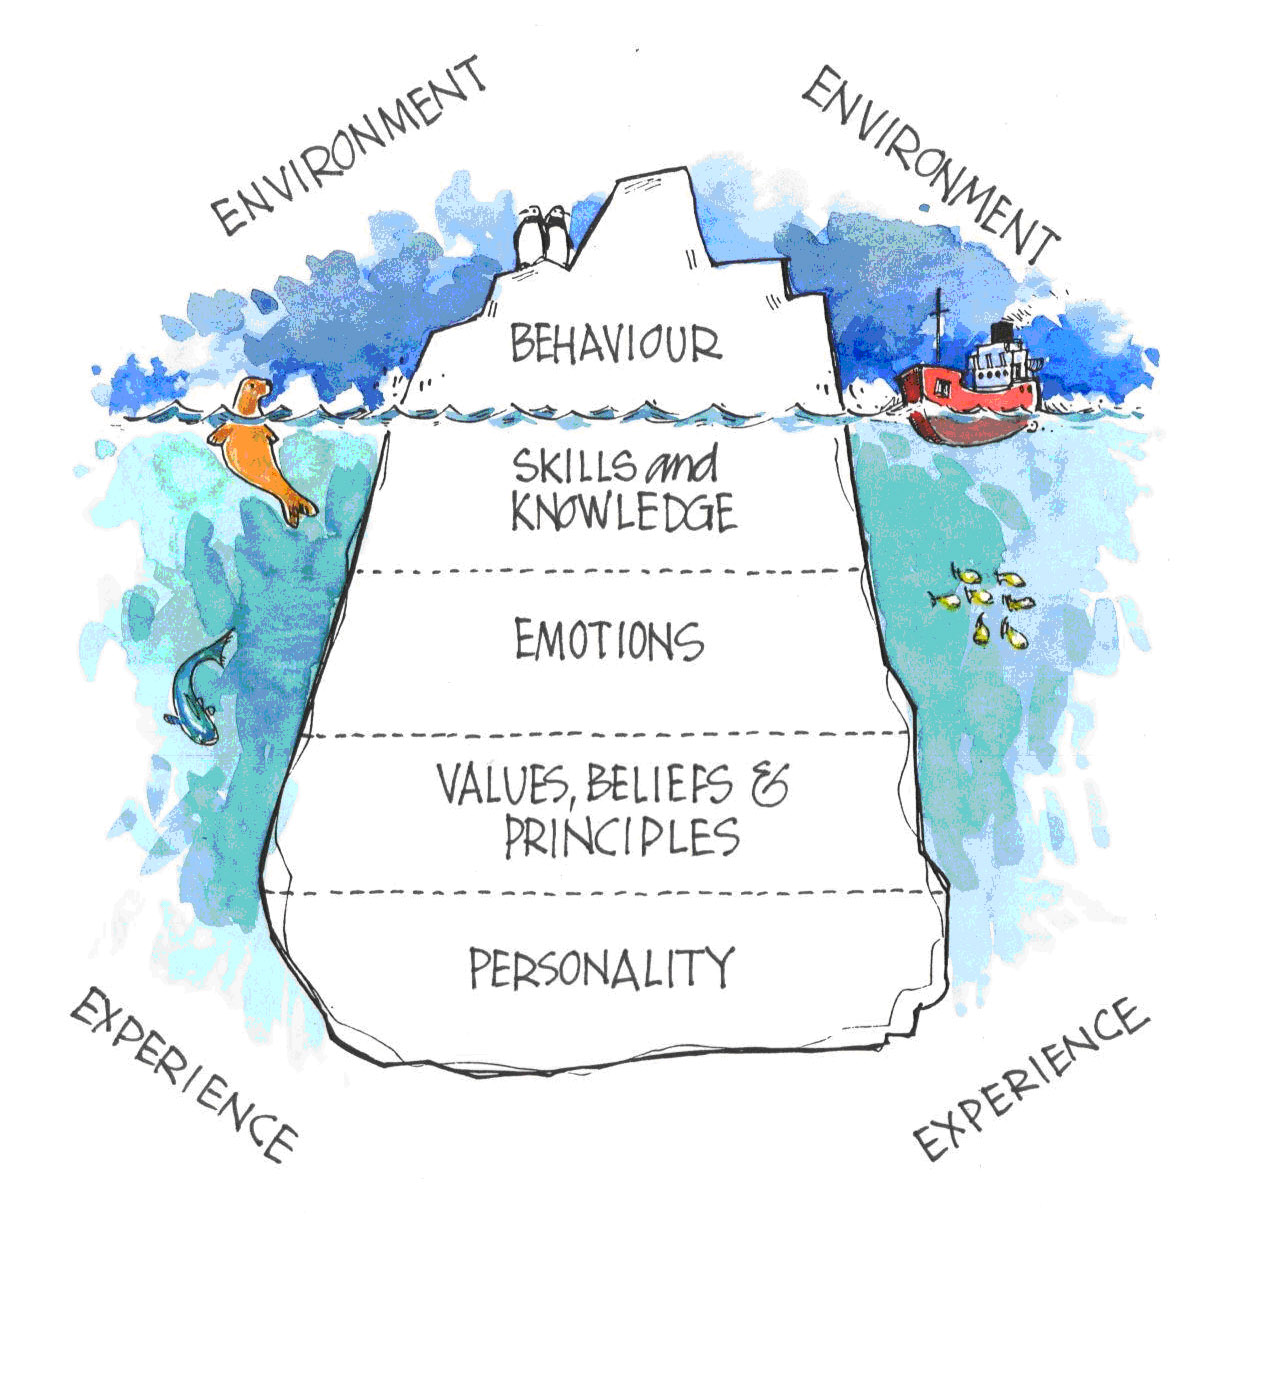 ENVIRONMENT
ENVIRONMENT
BEHAVIOUR
SKILLS and
KNOWLEDGE
EMOTIONS
VALUES, BELIEFS &
PRINCIPLES
PERSONALITY
EXPERIENCE
EXPERIENCE